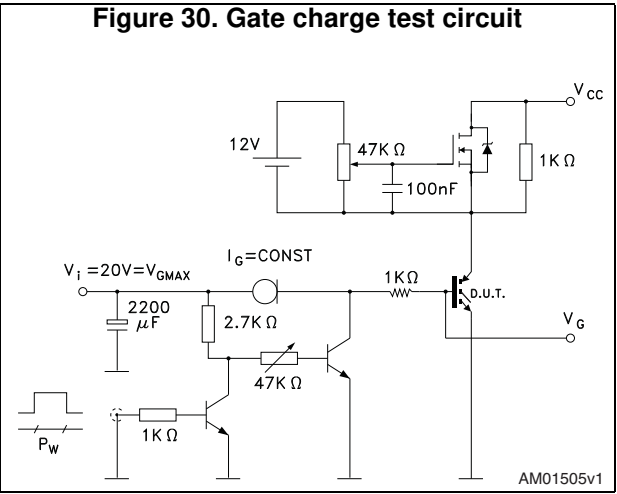 Figure 30. Gate charge test circuit
V CC
12V
47K Ω
1K Ω
100nF
I G =CONST
V i =20V=V GMAX
1KΩ
D.U.T.
2200
μF
2.7K Ω
V G
47K Ω
1K Ω
P W
AM01505v1